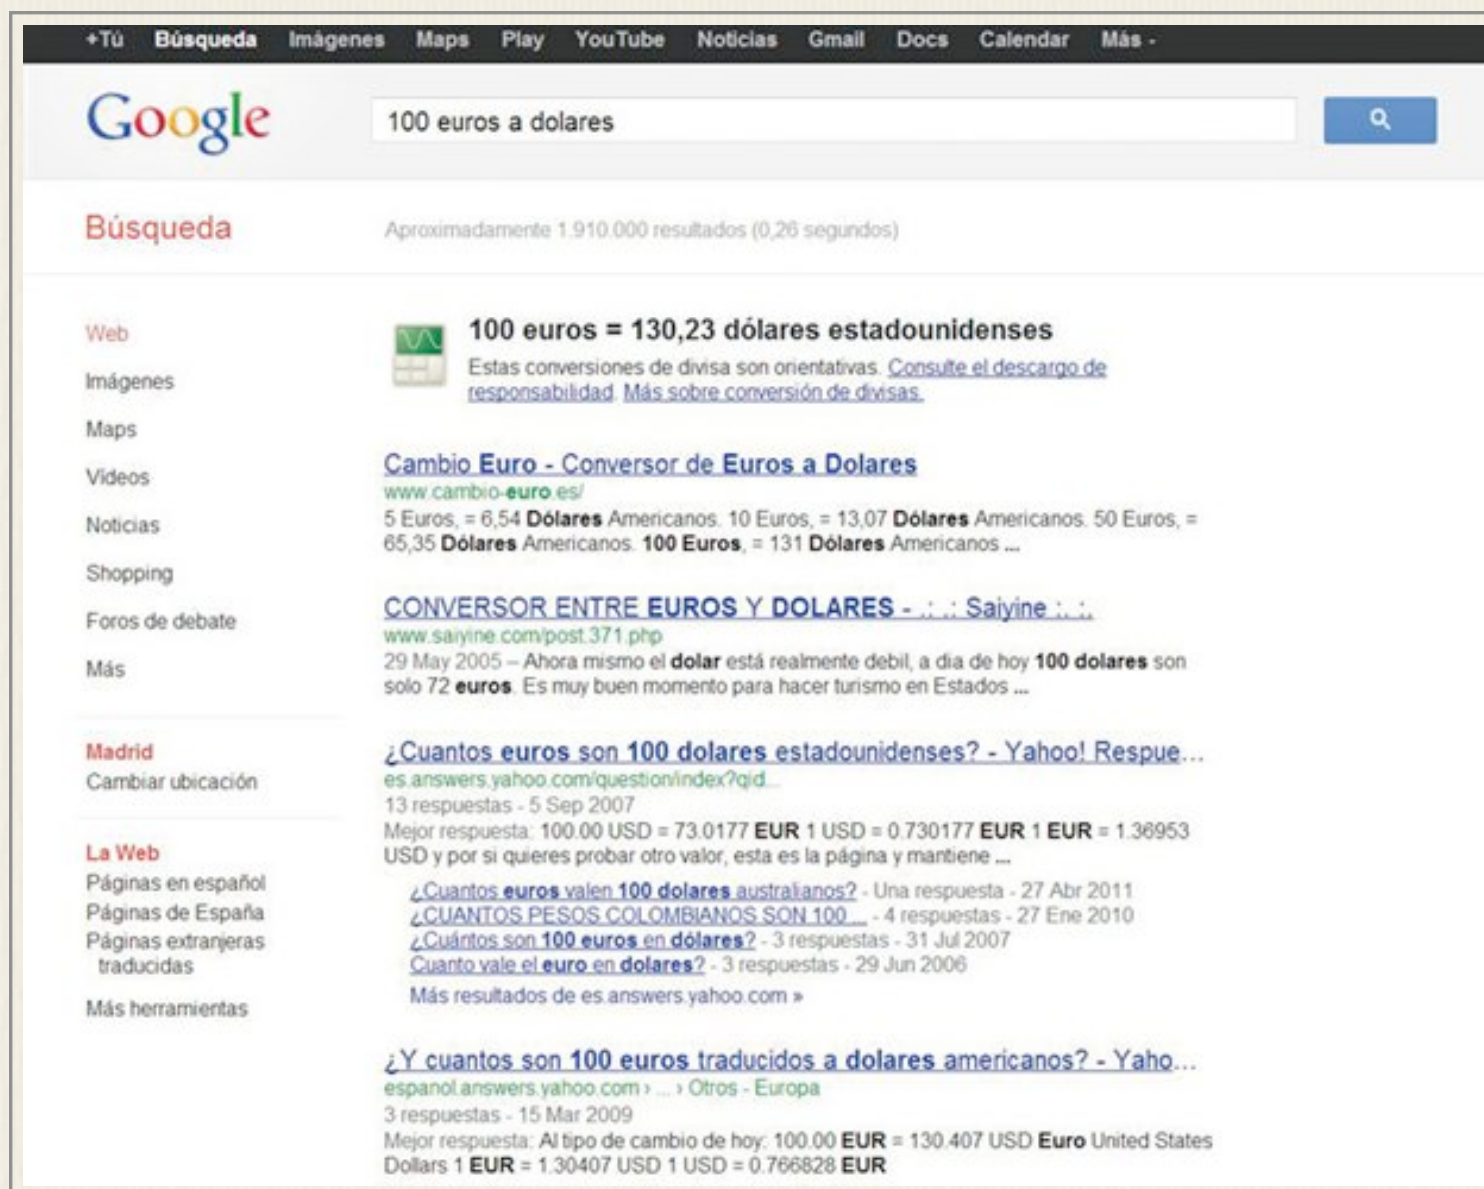 +Tú Búsqueda Imágenes Maps Play YouTube Noticias Gmail Docs Calendar Más
Google
100 euros a dolares
Búsqueda
Aproximadamente 1.910.000 resultados (0,26 segundos)
Web
Imágenes
Maps
Videos
Noticias
Shopping
Foros de debate
Más
Madrid
Cambiar ubicación
La Web
Páginas en español
Páginas de España
Páginas extranjeras
traducidas
Más herramientas
100 euros = 130,23 dólares estadounidenses
Estas conversiones de divisa son orientativas. Consulte el descargo de
responsabilidad. Más sobre conversión de divisas.
Cambio Euro - Conversor de Euros a Dolares
www.cambio-euro.es/
5 Euros, = 6,54 Dólares Americanos. 10 Euros, = 13,07 Dólares Americanos. 50 Euros, =
65,35 Dólares Americanos. 100 Euros, = 131 Dólares Americanos ...
CONVERSOR ENTRE EUROS Y DOLARES - .: .: Saiyine :. :.
www.saiyine.com/post.371.php
29 May 2005 – Ahora mismo el dolar está realmente debil, a dia de hoy 100 dolares son
solo 72 euros. Es muy buen momento para hacer turismo en Estados ...
¿Cuantos euros son 100 dolares estadounidenses? - Yahoo! Respue...
es.answers.yahoo.com/question/index?qid...
13 respuestas - 5 Sep 2007
Mejor respuesta: 100.00 USD = 73.0177 EUR 1 USD = 0.730177 EUR 1 EUR = 1.36953
USD y por si quieres probar otro valor, esta es la página y mantiene ...
¿Cuantos euros valen 100 dolares australianos? - Una respuesta - 27 Abr 2011
¿CUANTOS PESOS COLOMBIANOS SON 100 ... - 4 respuestas - 27 Ene 2010
¿Cuántos son 100 euros en dólares? - 3 respuestas - 31 Jul 2007
Cuanto vale el euro en dolares? - 3 respuestas - 29 Jun 2006
Más resultados de es.answers.yahoo.com »
¿Y cuantos son 100 euros traducidos a dolares americanos? - Yaho...
espanol.answers.yahoo.com › ... › Otros - Europa
3 respuestas - 15 Mar 2009
Mejor respuesta: Al tipo de cambio de hoy: 100.00 EUR = 130.407 USD Euro United States
Dollars 1 EUR = 1.30407 USD 1 USD = 0.766828 EUR